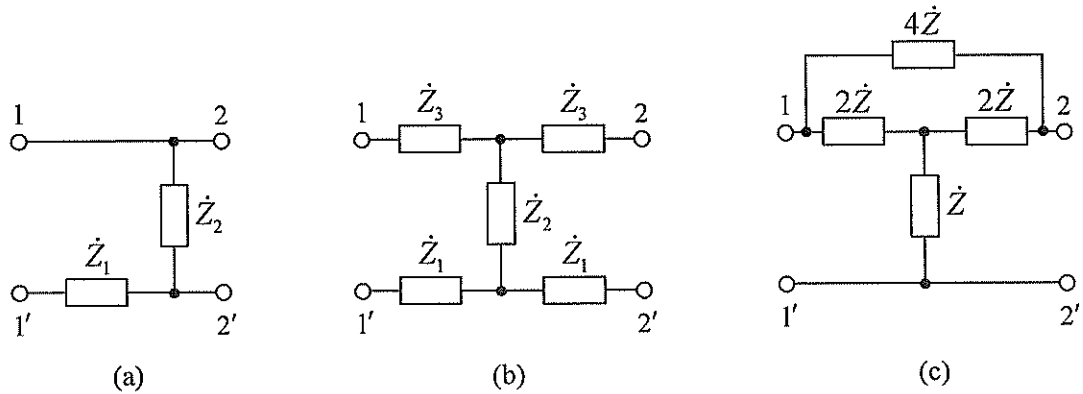 1 2
Ż₁ Ż₂
1′ 2′
(a)
1 Ż₃ Ż₃ 2
Ż₂
Ż₁ Ż₁
1′ 2′
(b)
4Ż
1 2Ż 2Ż 2
Ż
1′ 2′
(c)